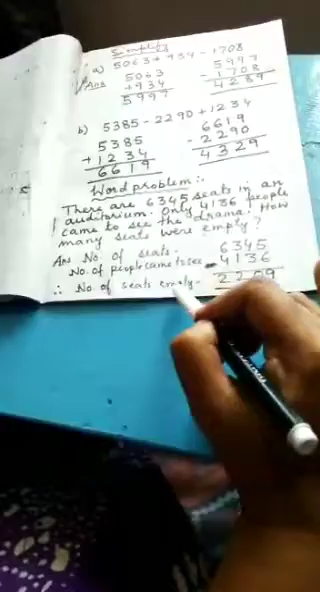 Simplify
a) 5063 + 934 - 1708
Ans 5063 5997
+ 934 - 1708
5997 4289
b) 5385 - 2290 + 1234
5385 6619
+ 1234 - 2290
6619 4329
Word problem :-
There are 6345 seats in an
auditorium. Only 4136 people
came to see the drama. How
many seats were empty?
An No. of seats - 6345
No. of people came to see - 4136
∴ No. of seats empty - 2209